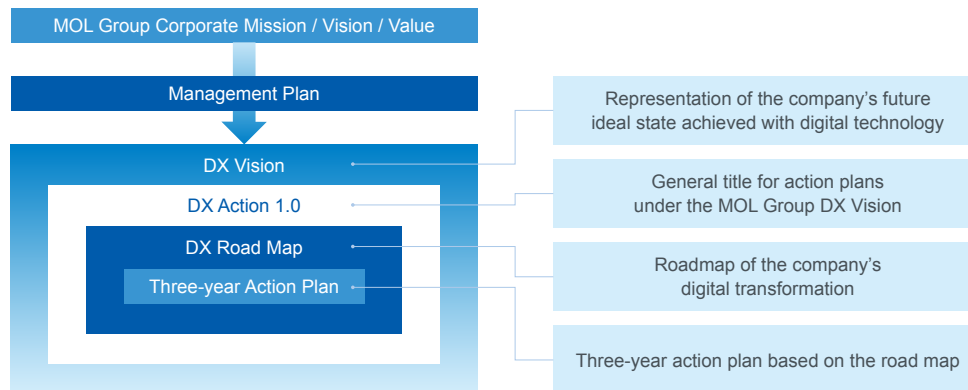 MOL Group Corporate Mission / Vision / Value
Management Plan
DX Vision
DX Action 1.0
DX Road Map
Three-year Action Plan
Representation of the company’s future
ideal state achieved with digital technology
General title for action plans
under the MOL Group DX Vision
Roadmap of the company’s
digital transformation
Three-year action plan based on the road map